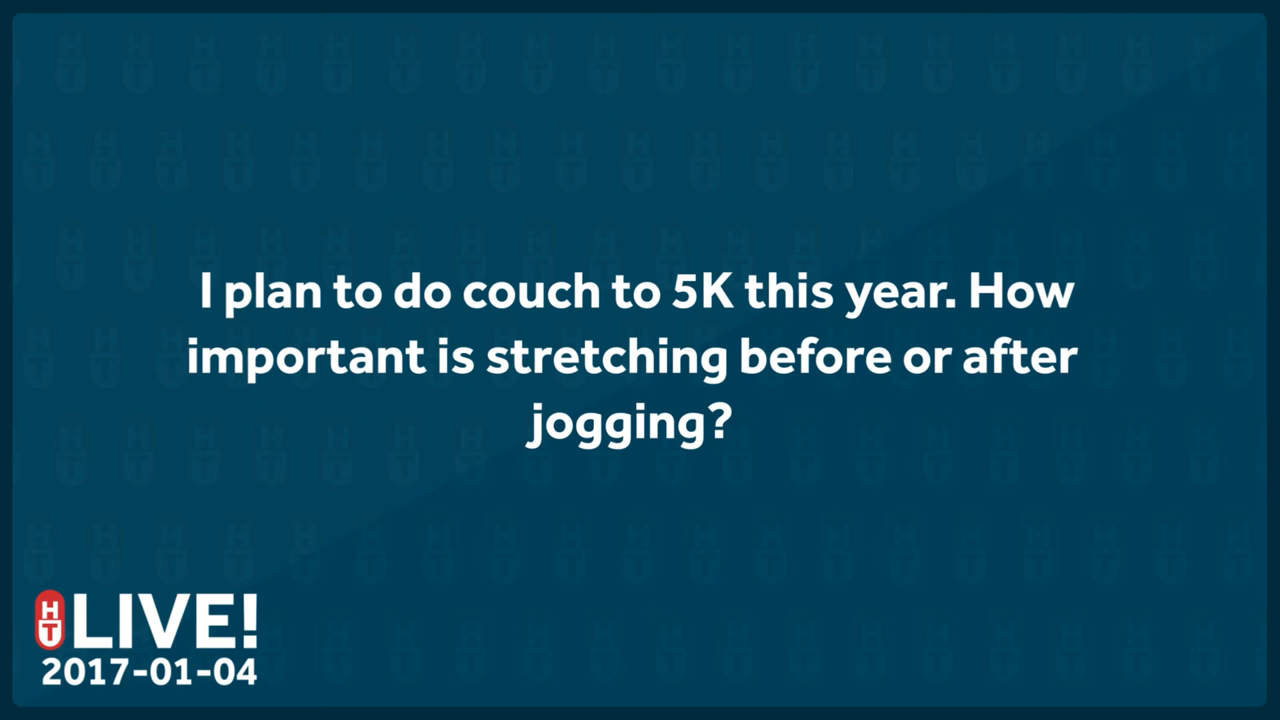 I plan to do couch to 5K this year. How
important is stretching before or after
jogging?
HT LIVE!
2017-01-04